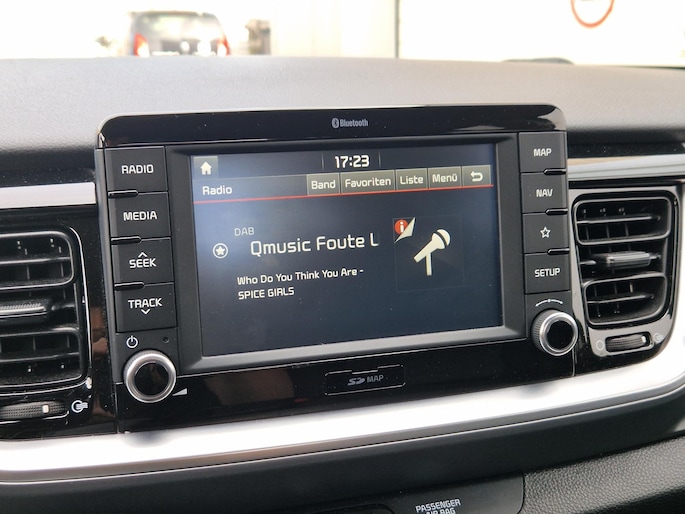 Bluetooth
RADIO
MEDIA
SEEK
TRACK
17:23
Radio
Band Favoriten Liste Menü
DAB
Qmusic Foute
Who Do You Think You Are -
SPICE GIRLS
MAP
NAV
SETUP
SD MAP
PASSENGER
AIR BAG